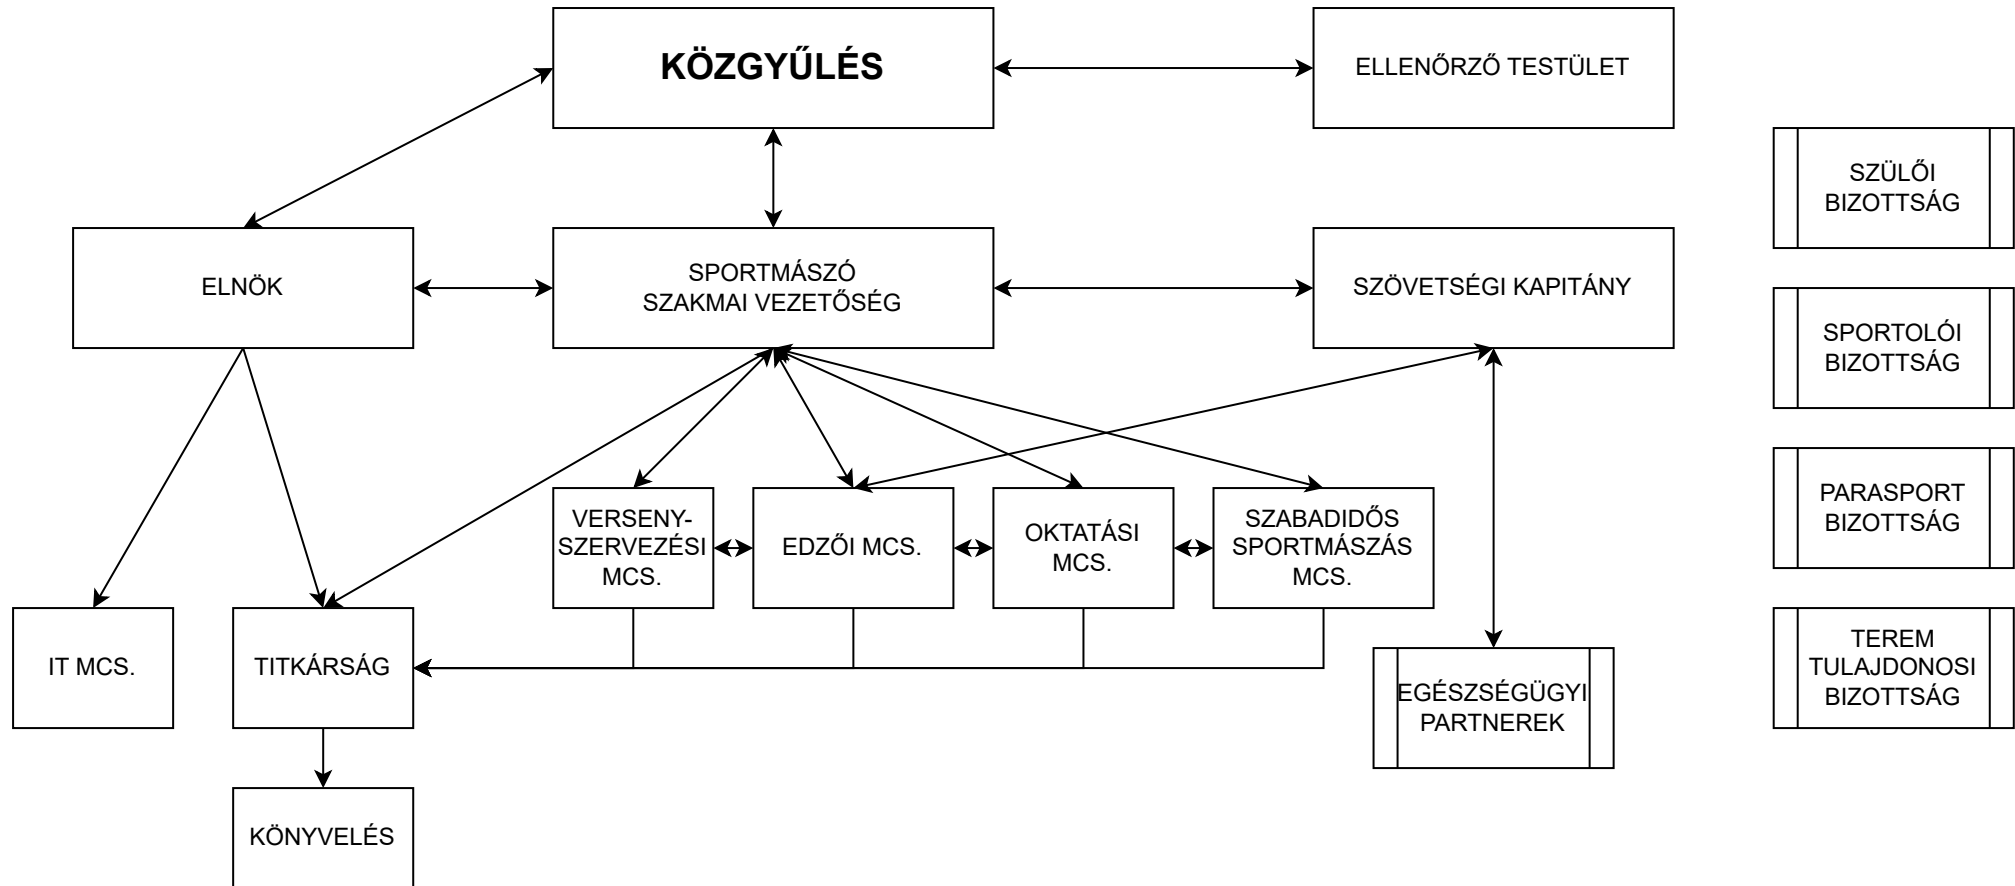 KÖZGYŰLÉS
ELLENŐRZŐ TESTÜLET
SZÜLŐI
BIZOTTSÁG
ELNÖK
SPORTMÁSZÓ
SZAKMAI VEZETŐSÉG
SZÖVETSÉGI KAPITÁNY
SPORTOLÓI
BIZOTTSÁG
PARASPORT
BIZOTTSÁG
VERSENY-
SZERVEZÉSI
MCS.
EDZŐI MCS.
OKTATÁSI
MCS.
SZABADIDŐS
SPORTMÁSZÁS
MCS.
IT MCS.
TITKÁRSÁG
EGÉSZSÉGÜGYI
PARTNEREK
TEREM
TULAJDONOSI
BIZOTTSÁG
KÖNYVELÉS